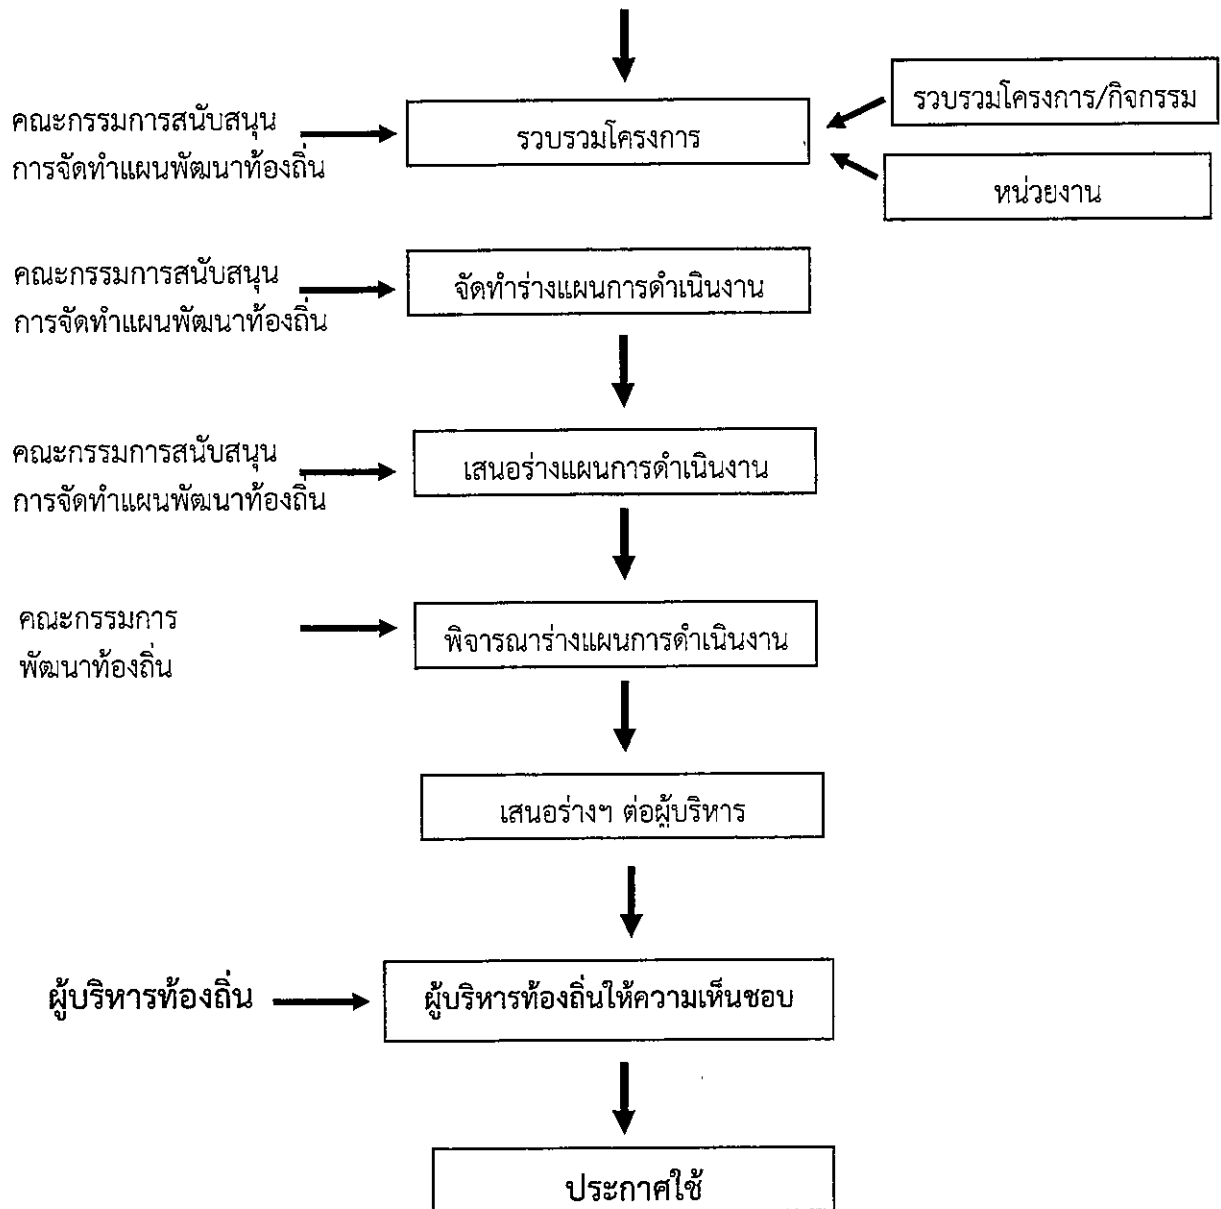 รวบรวมโครงการ/กิจกรรม
คณะกรรมการสนับสนุน
การจัดทำแผนพัฒนาท้องถิ่น
รวบรวมโครงการ
หน่วยงาน
คณะกรรมการสนับสนุน
การจัดทำแผนพัฒนาท้องถิ่น
จัดทำร่างแผนการดำเนินงาน
คณะกรรมการสนับสนุน
การจัดทำแผนพัฒนาท้องถิ่น
เสนอร่างแผนการดำเนินงาน
คณะกรรมการ
พัฒนาท้องถิ่น
พิจารณาร่างแผนการดำเนินงาน
เสนอร่างฯ ต่อผู้บริหาร
ผู้บริหารท้องถิ่น
ผู้บริหารท้องถิ่นให้ความเห็นชอบ
ประกาศใช้